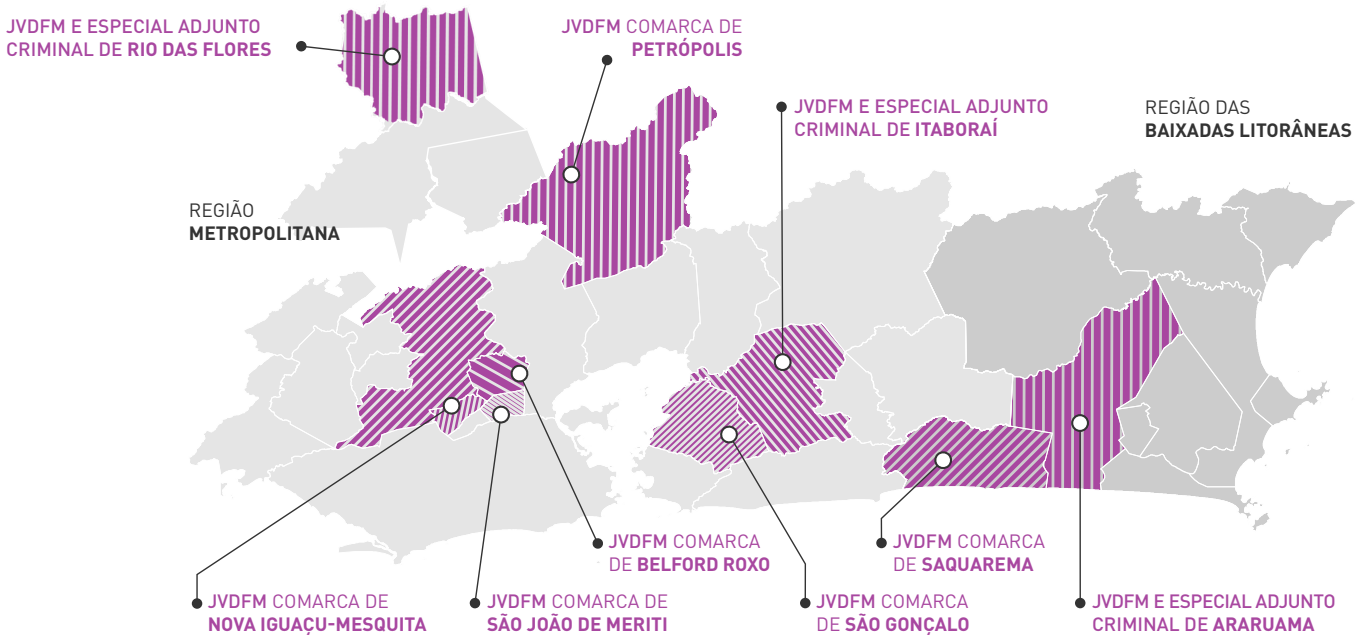 JVDFM E ESPECIAL ADJUNTO
CRIMINAL DE RIO DAS FLORES
JVDFM COMARCA DE
PETRÓPOLIS
JVDFM E ESPECIAL ADJUNTO
CRIMINAL DE ITABORAÍ
REGIÃO DAS
BAIXADAS LITORÂNEAS
REGIÃO
METROPOLITANA
JVDFM COMARCA
DE BELFORD ROXO
JVDFM COMARCA
DE SAQUAREMA
JVDFM COMARCA DE
NOVA IGUAÇU-MESQUITA
JVDFM COMARCA DE
SÃO JOÃO DE MERITI
JVDFM COMARCA
DE SÃO GONÇALO
JVDFM E ESPECIAL ADJUNTO
CRIMINAL DE ARARUAMA